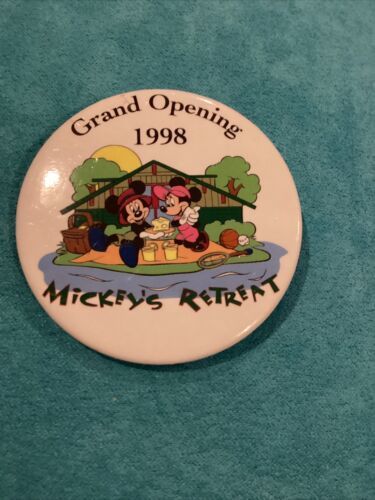 Grand Opening
1998
MiCKEY'S RETREAT